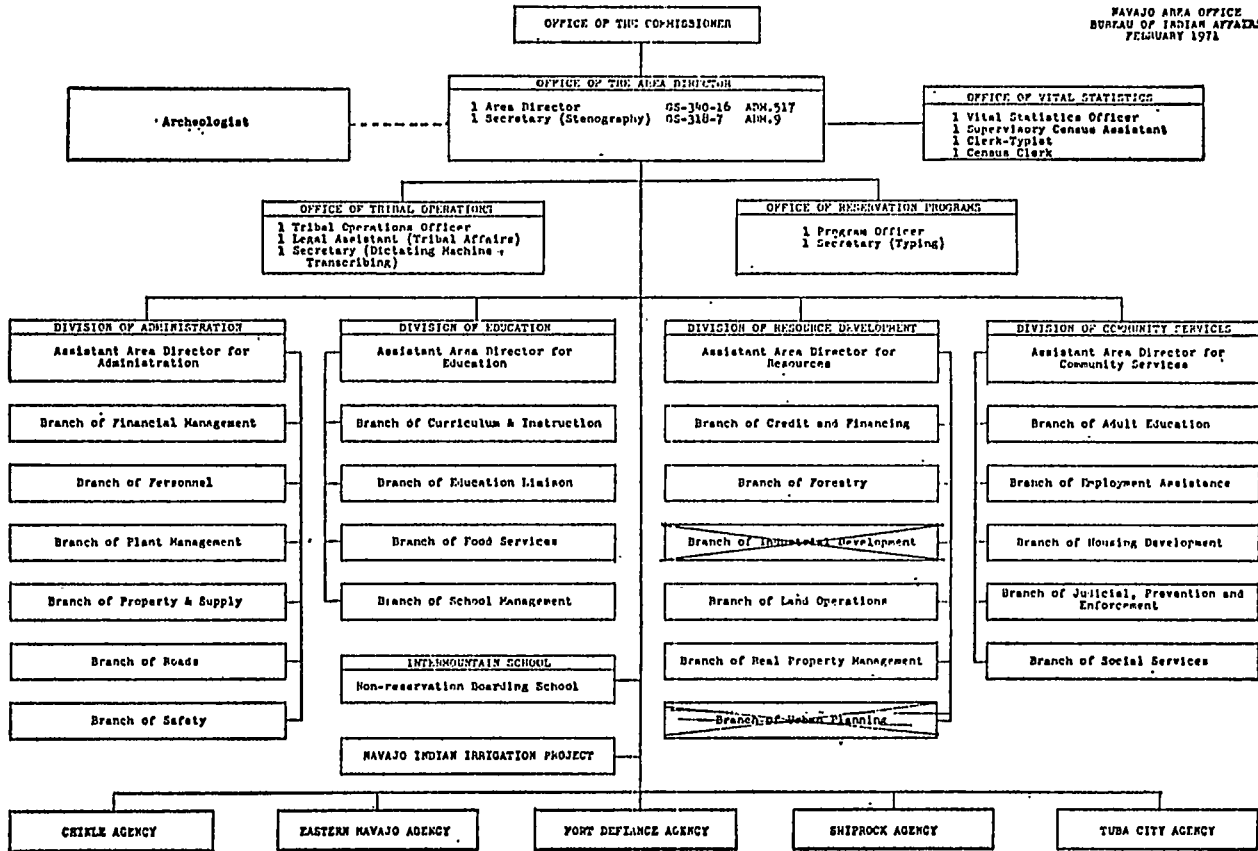 NAVAJO AREA OFFICE
BUREAU OF INDIAN AFFAIRS
FEBRUARY 1971
OFFICE OF THE COMMISSIONER
OFFICE OF THE AREA DIRECTOR
1 Area Director GS-340-16 ADM.517
1 Secretary (Stenography) GS-318-7 ADM.9
Archeologist
OFFICE OF VITAL STATISTICS
1 Vital Statistics Officer
1 Supervisory Census Assistant
1 Clerk-Typist
1 Census Clerk
OFFICE OF TRIBAL OPERATIONS
1 Tribal Operations Officer
1 Legal Assistant (Tribal Affairs)
1 Secretary (Dictating Machine
Transcribing)
OFFICE OF RESERVATION PROGRAMS
1 Program Officer
1 Secretary (Typing)
DIVISION OF ADMINISTRATION
Assistant Area Director for
Administration
Branch of Financial Management
Branch of Personnel
Branch of Plant Management
Branch of Property & Supply
Branch of Roads
Branch of Safety
DIVISION OF EDUCATION
Assistant Area Director for
Education
Branch of Curriculum & Instruction
Branch of Education Liaison
Branch of Food Services
Branch of School Management
INTERMOUNTAIN SCHOOL
Non-reservation Boarding School
NAVAJO INDIAN IRRIGATION PROJECT
DIVISION OF RESOURCE DEVELOPMENT
Assistant Area Director for
Resources
Branch of Credit and Financing
Branch of Forestry
Branch of Industrial Development
Branch of Land Operations
Branch of Real Property Management
Branch of Urban Planning
DIVISION OF COMMUNITY SERVICES
Assistant Area Director for
Community Services
Branch of Adult Education
Branch of Employment Assistance
Branch of Housing Development
Branch of Judicial, Prevention and
Enforcement
Branch of Social Services
CHINLE AGENCY
EASTERN NAVAJO AGENCY
FORT DEFIANCE AGENCY
SHIPROCK AGENCY
TUBA CITY AGENCY